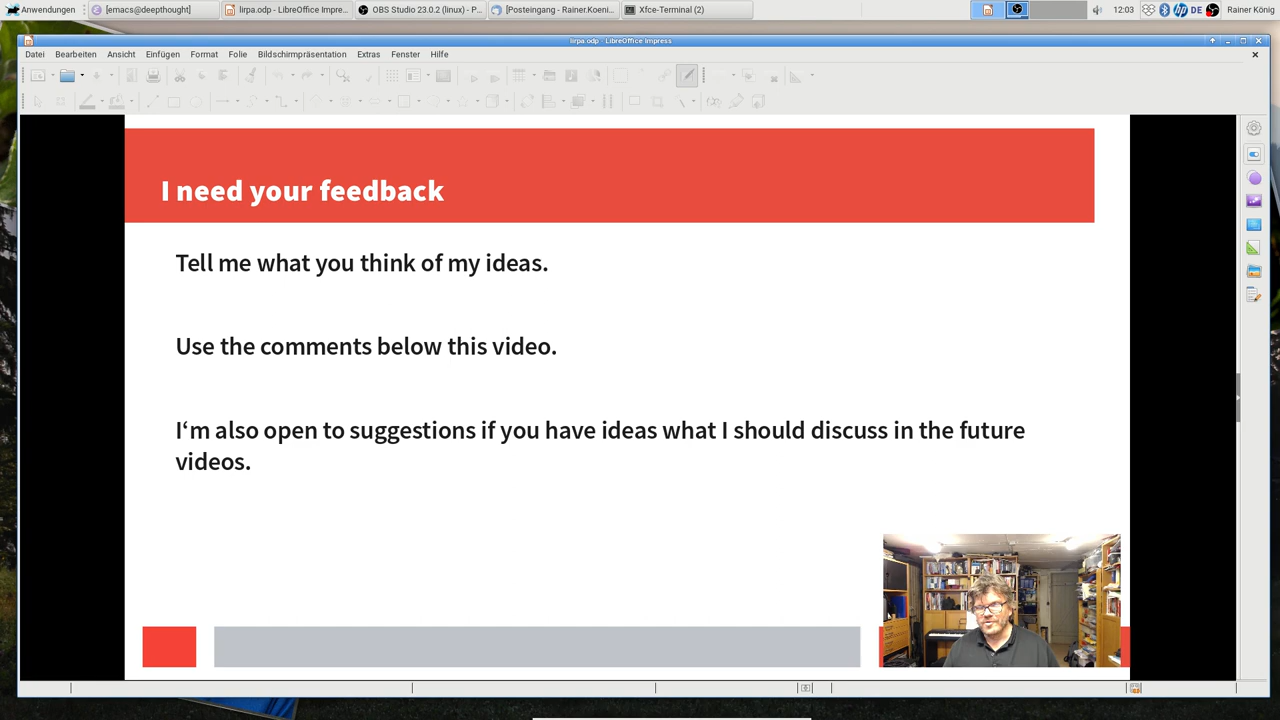 Anwendungen
[emacs@deepthought]
lirpa.odp - LibreOffice Impre...
OBS Studio 23.0.2 (linux) - P...
[Posteingang - Rainer.Koeni...
Xfce-Terminal (2)
12:03
DE
Rainer König
lirpa.odp - LibreOffice Impress
Datei Bearbeiten Ansicht Einfügen Format Folie Bildschirmpräsentation Extras Fenster Hilfe
I need your feedback
Tell me what you think of my ideas.
Use the comments below this video.
I‘m also open to suggestions if you have ideas what I should discuss in the future
videos.